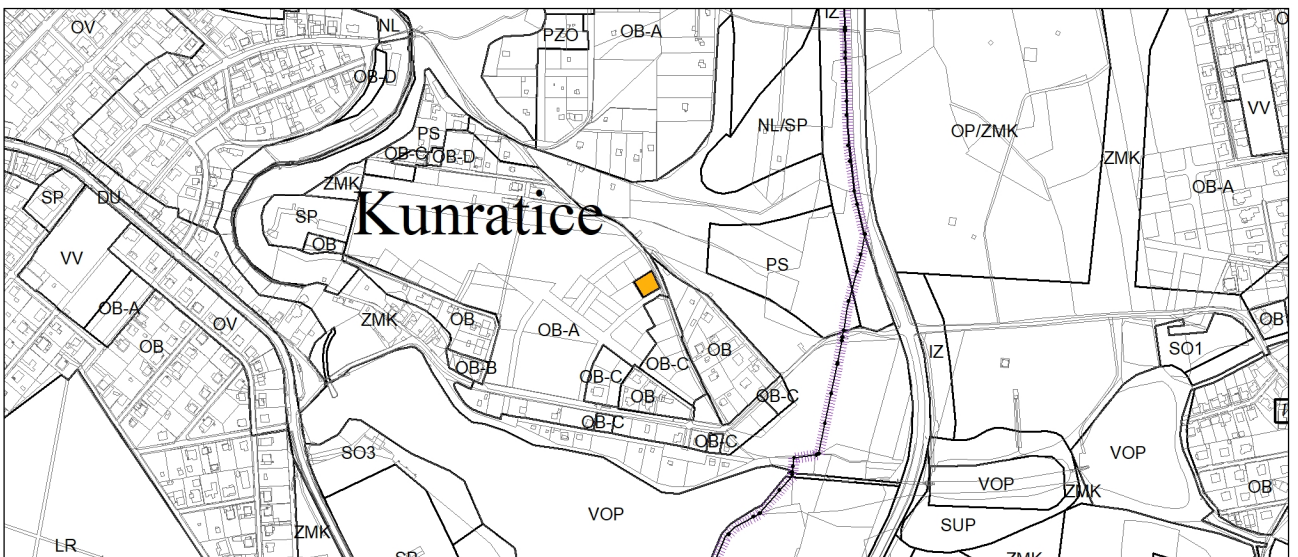 OV
NL
PZO
OB-A
IZ
OB-D
VV
NL/SP
OP/ZMK
PS
OB-D
ZMK
ZMK
SP
DU
OB-A
SP
Kunratice
OB
VV
PS
OB-A
OV
ZMK
OB
OB-A
OB
OB
SO1
IZ
OB
OB-C
OB-B
OB-C
OB
OB-C
OB-C
OB-C
SO3
VOP
VOP
ZMK
OB
VOP
SUP
ZMK
LR
SP
ZMK